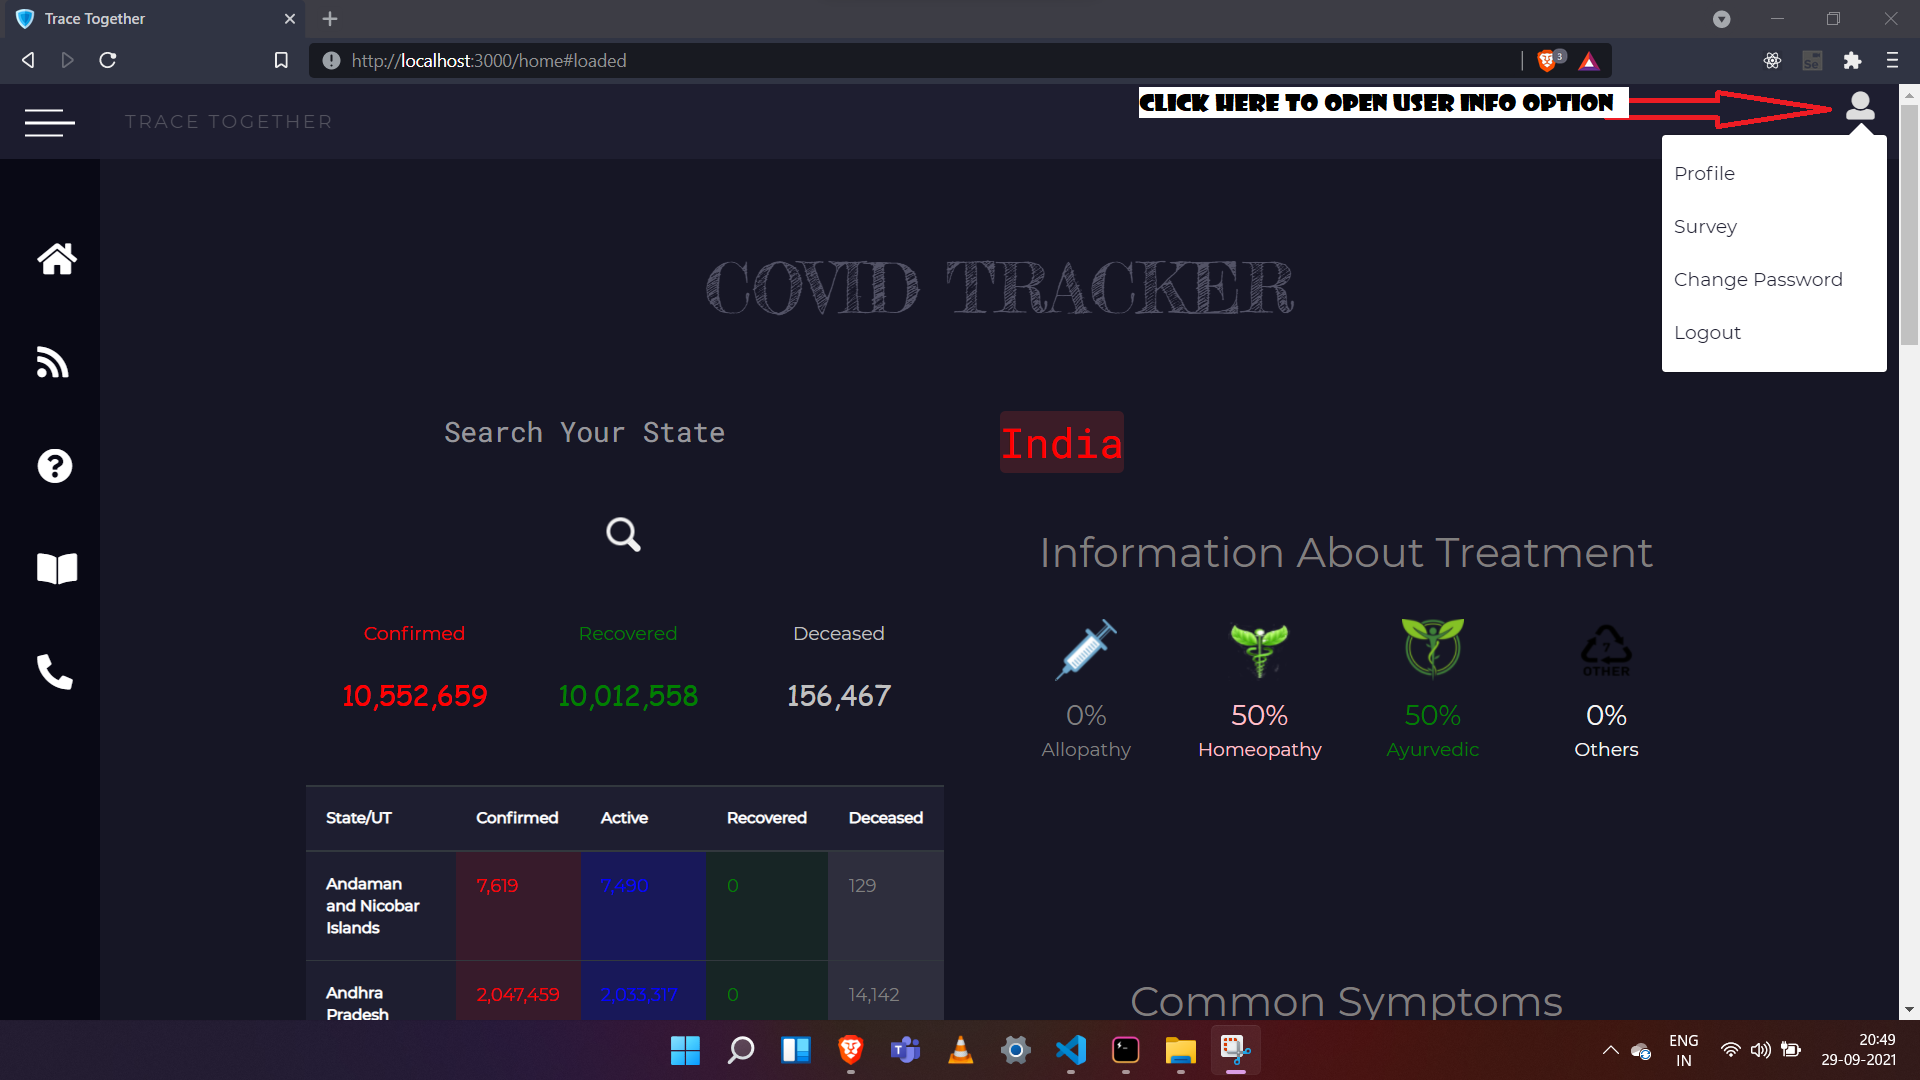 Trace Together
http://localhost:3000/home#loaded
3
CLICK HERE TO OPEN USER INFO OPTION
TRACE TOGETHER
Profile
Survey
Change Password
Logout
COVID TRACKER
Search Your State
India
Information About Treatment
Confirmed Recovered Deceased
10,552,659 10,012,558 156,467
7
OTHER
0% 50% 50% 0%
Allopathy Homeopathy Ayurvedic Others
State/UT Confirmed Active Recovered Deceased
Andaman and Nicobar Islands 7,619 7,490 0 129
Andhra Pradesh 2,047,459 2,033,317 0 14,142
Common Symptoms
ENG
IN
20:49
29-09-2021